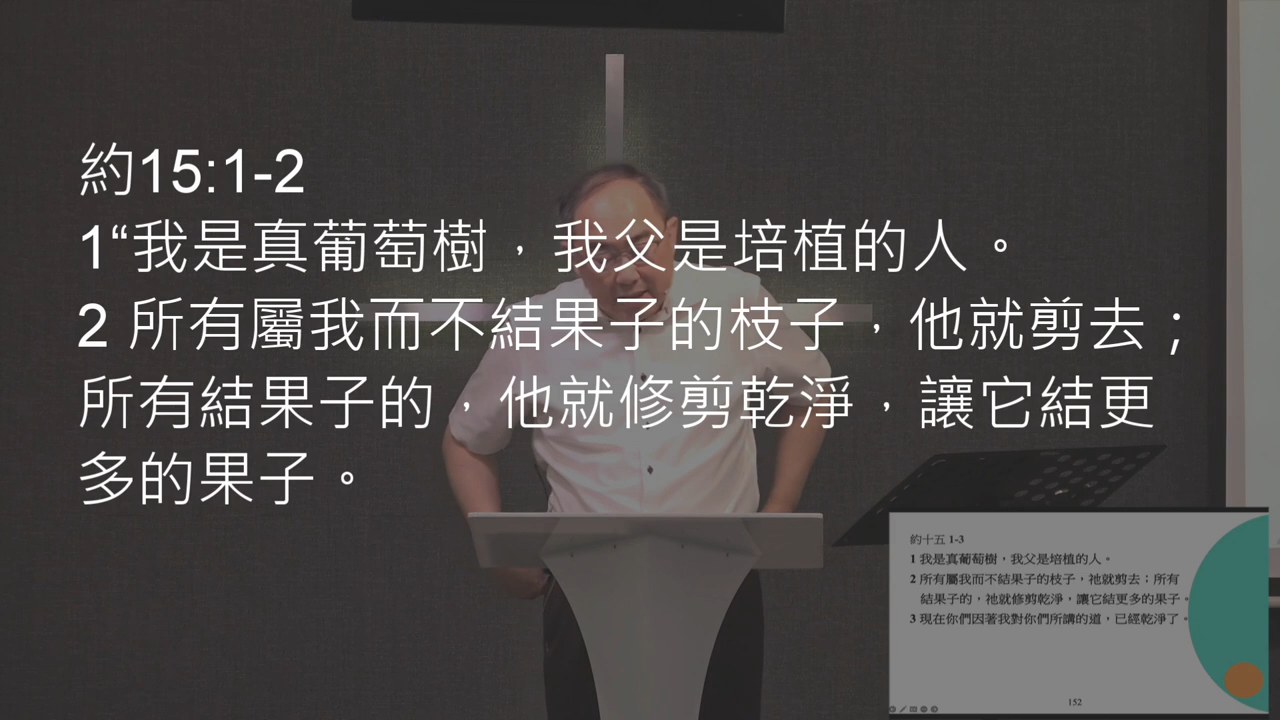 約15:1-2
1“我是真葡萄樹，我父是培植的人。
2 所有屬我而不結果子的枝子，他就剪去；
所有結果子的，他就修剪乾淨，讓它結更
多的果子。
約十五 1-3
1 我是真葡萄樹，我父是培植的人。
2 所有屬我而不結果子的枝子，祂就剪去；所有
結果子的，祂就修剪乾淨，讓它結更多的果子。
3 現在你們因著我對你們所講的道，已經乾淨了。
152